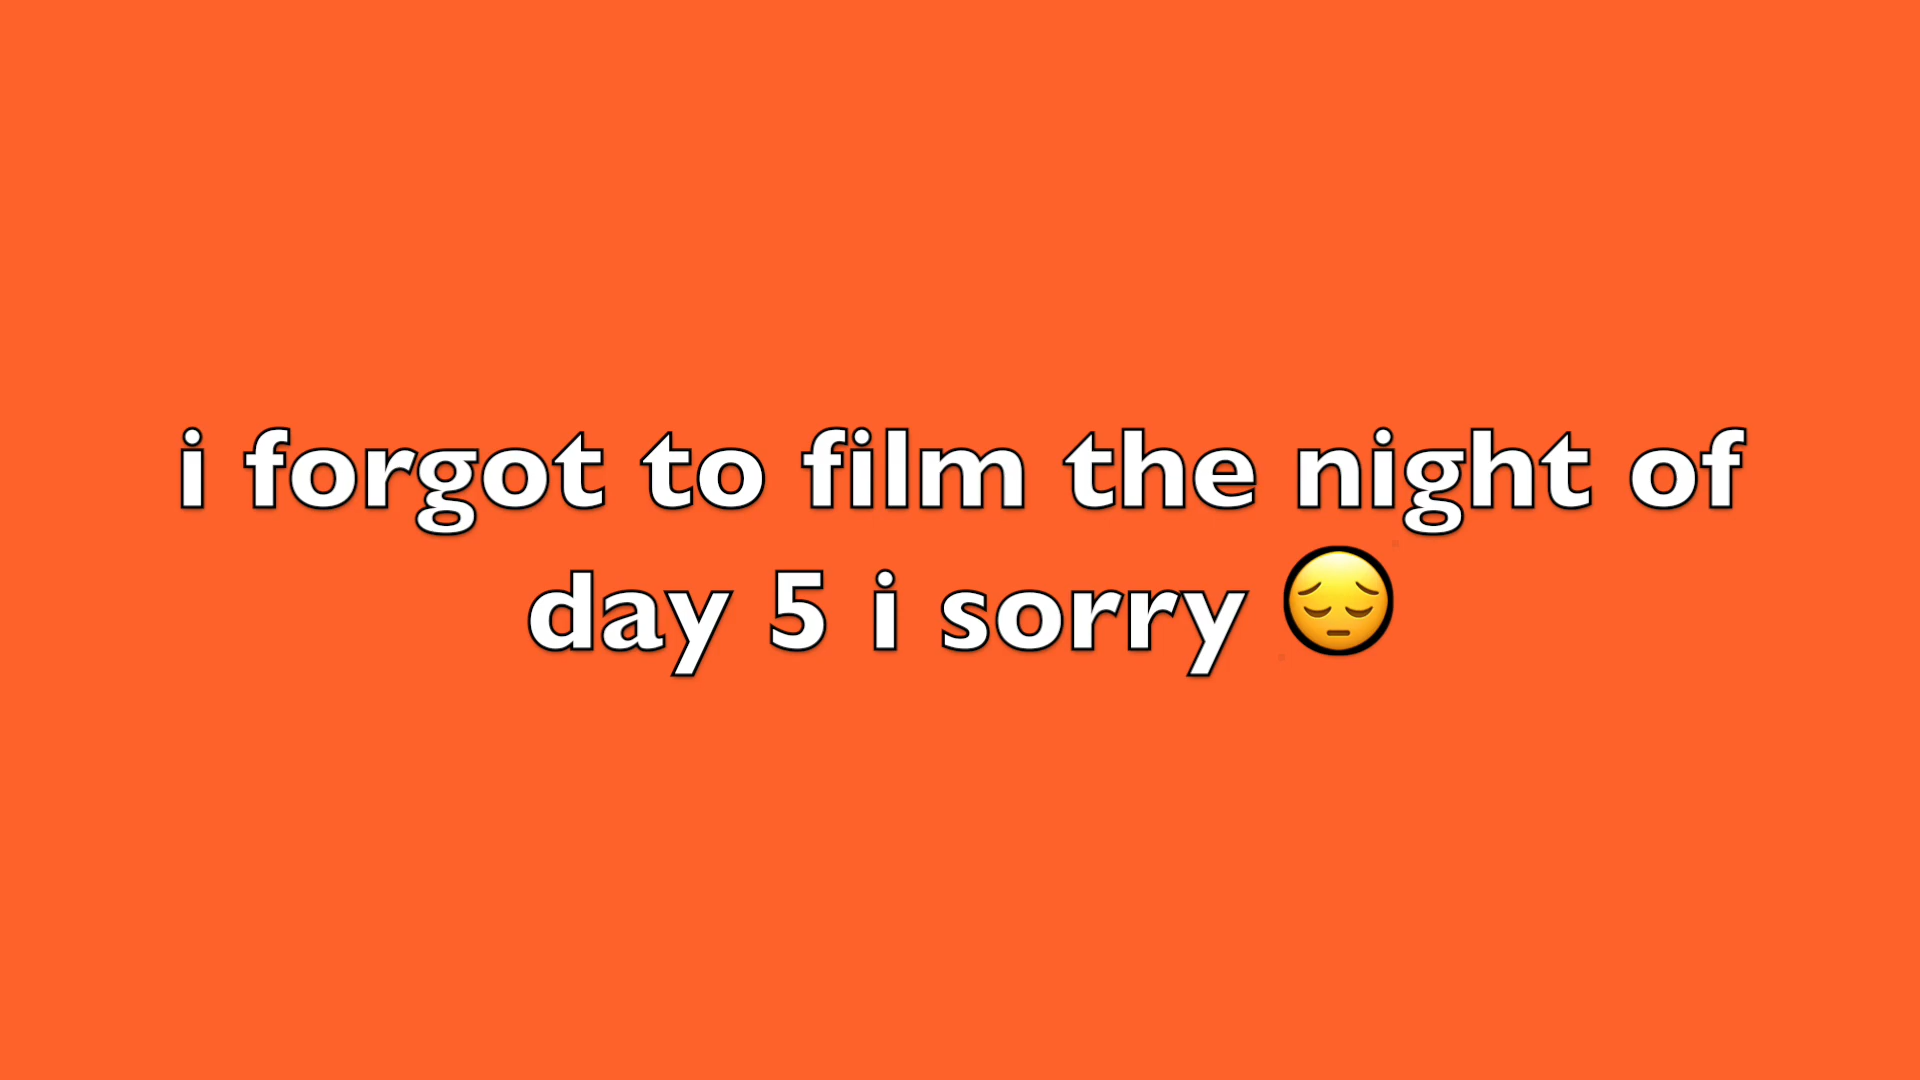 i forgot to film the night of
day 5 i sorry 😔